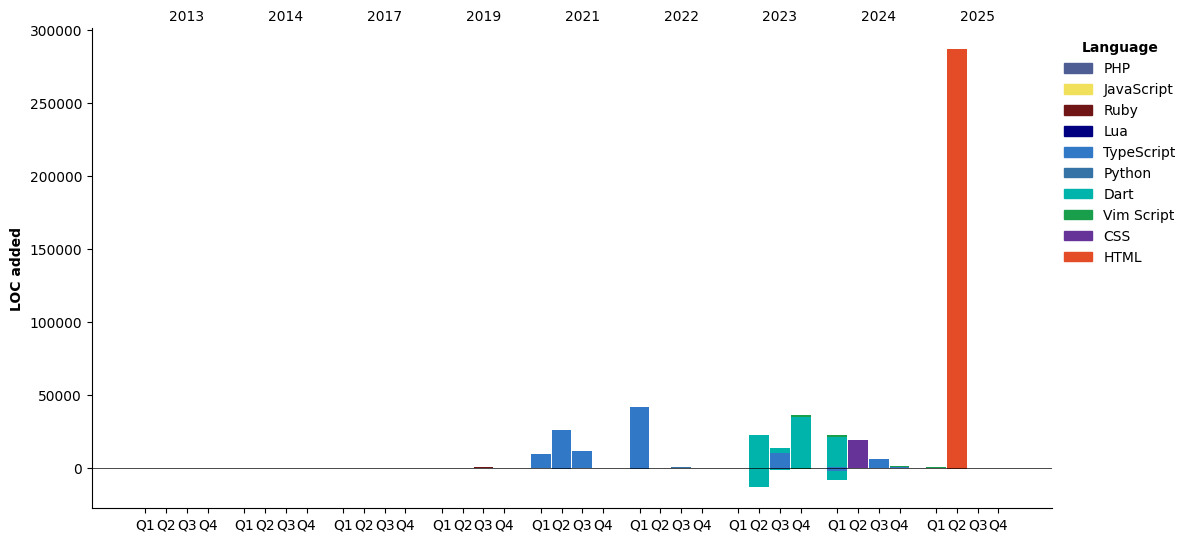 2013 2014 2017 2019 2021 2022 2023 2024 2025
300000
250000
200000
150000
100000
50000
0
LOC added
Q1 Q2 Q3 Q4 Q1 Q2 Q3 Q4 Q1 Q2 Q3 Q4 Q1 Q2 Q3 Q4 Q1 Q2 Q3 Q4 Q1 Q2 Q3 Q4 Q1 Q2 Q3 Q4 Q1 Q2 Q3 Q4 Q1 Q2 Q3 Q4
Language
PHP
JavaScript
Ruby
Lua
TypeScript
Python
Dart
Vim Script
CSS
HTML